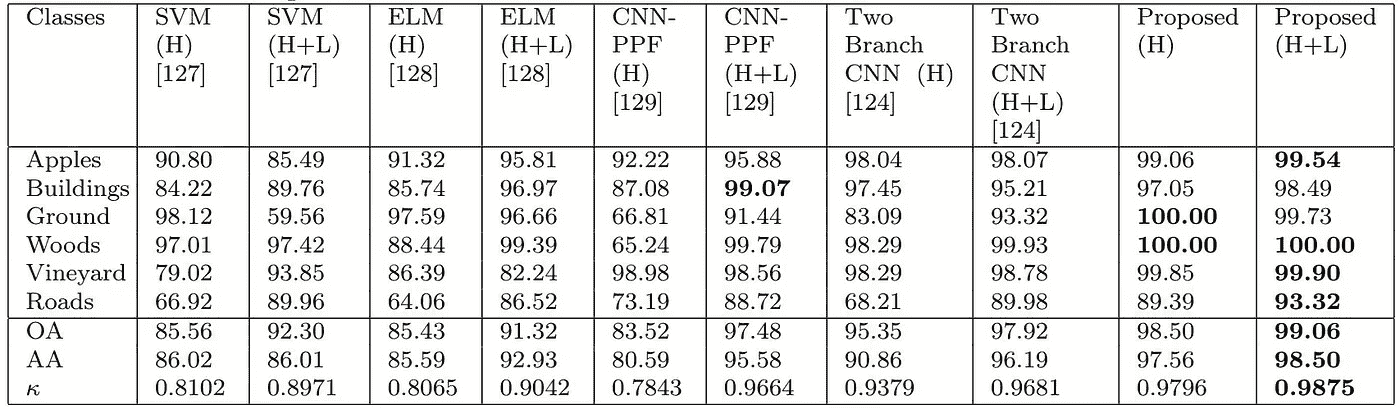 Classes SVM (H) [127] SVM (H+L) [127] ELM (H) [128] ELM (H+L) [128] CNN-PPF (H) [129] CNN-PPF (H+L) [129] Two Branch CNN (H) [124] Two Branch CNN (H+L) [124] Proposed (H) Proposed (H+L)
Apples 90.80 85.49 91.32 95.81 92.22 95.88 98.04 98.07 99.06 99.54
Buildings 84.22 89.76 85.74 96.97 87.08 99.07 97.45 95.21 97.05 98.49
Ground 98.12 59.56 97.59 96.66 66.81 91.44 83.09 93.32 100.00 99.73
Woods 97.01 97.42 88.44 99.39 65.24 99.79 98.29 99.93 100.00 100.00
Vineyard 79.02 93.85 86.39 82.24 98.98 98.56 98.29 98.78 99.85 99.90
Roads 66.92 89.96 64.06 86.52 73.19 88.72 68.21 89.98 89.39 93.32
OA 85.56 92.30 85.43 91.32 83.52 97.48 95.35 97.92 98.50 99.06
AA 86.02 86.01 85.59 92.93 80.59 95.58 90.86 96.19 97.56 98.50
κ 0.8102 0.8971 0.8065 0.9042 0.7843 0.9664 0.9379 0.9681 0.9796 0.9875